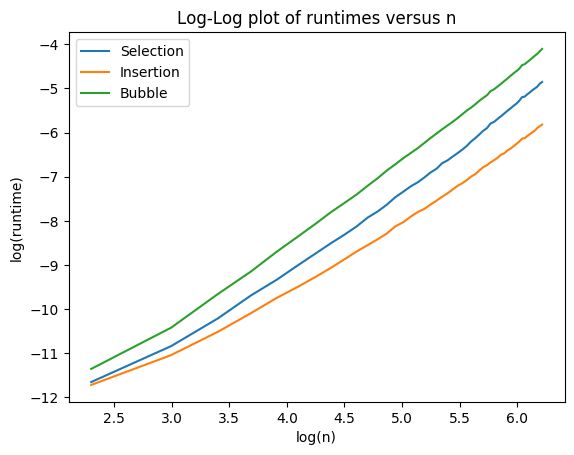 Log-Log plot of runtimes versus n
Selection
Insertion
Bubble
log(runtime)
−4
−5
−6
−7
−8
−9
−10
−11
−12
2.5 3.0 3.5 4.0 4.5 5.0 5.5 6.0
log(n)